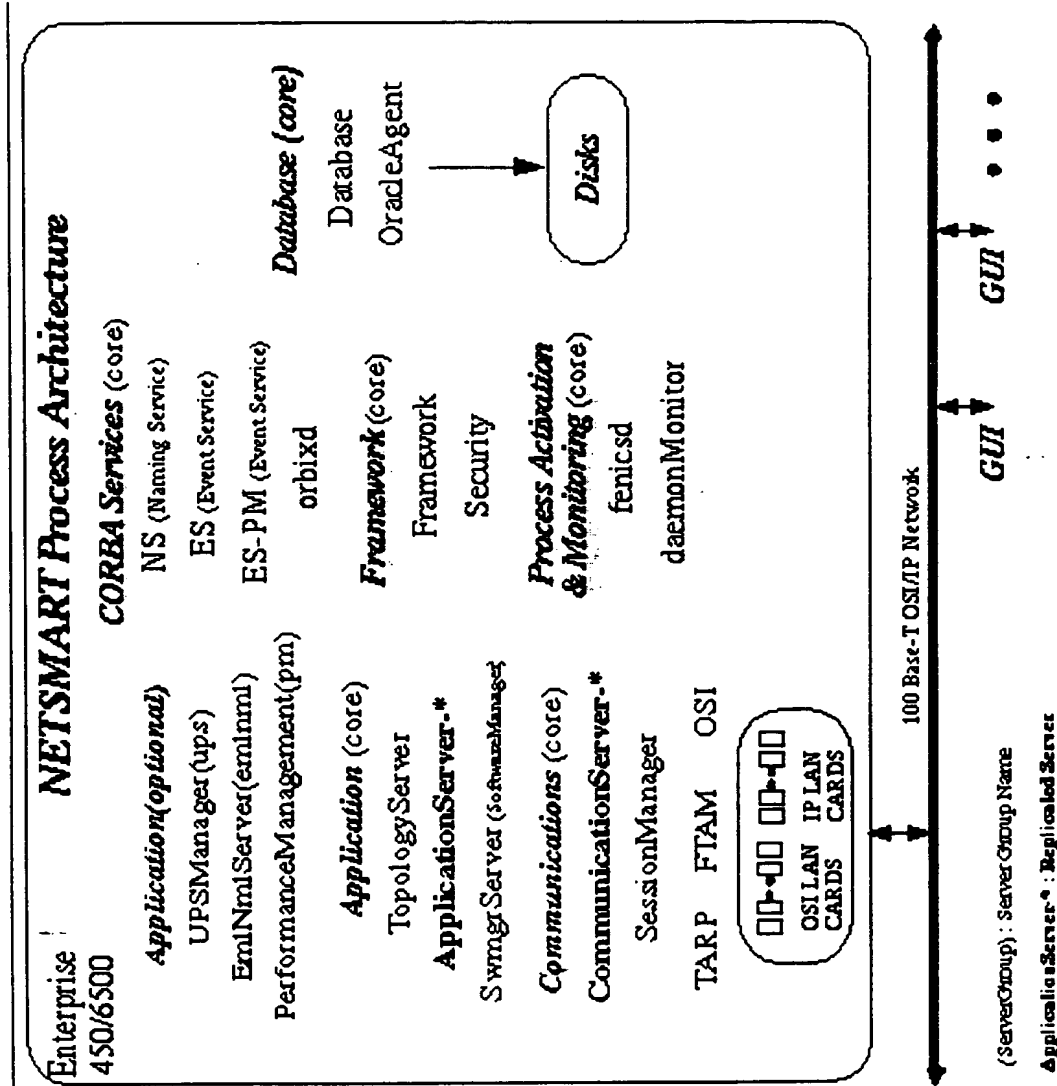 Enterprise
450/6500
NETSMART Process Architecture
Application(optional)
UPSManager(ups)
EmlNmlServer(emlnml)
PerformanceManagement(pm)
Application (core)
TopologyServer
ApplicationServer-*
SwmgrServer (SoftwareManager)
Communications (core)
CommunicationServer-*
SessionManager
TARP FTAM OSI
OSI LAN
CARDS
IP LAN
CARDS
CORBA Services (core)
NS (Naming Service)
ES (Event Service)
ES-PM (Event Service)
orbixd
Framework (core)
Framework
Security
Process Activation
& Monitoring (core)
fenicsd
daemonMonitor
Database (core)
Database
OracleAgent
Disks
100 Base-T OSI/IP Network
GUI
GUI
(ServerGroup) : Server Group Name
ApplicationServer-* : Replicated Server